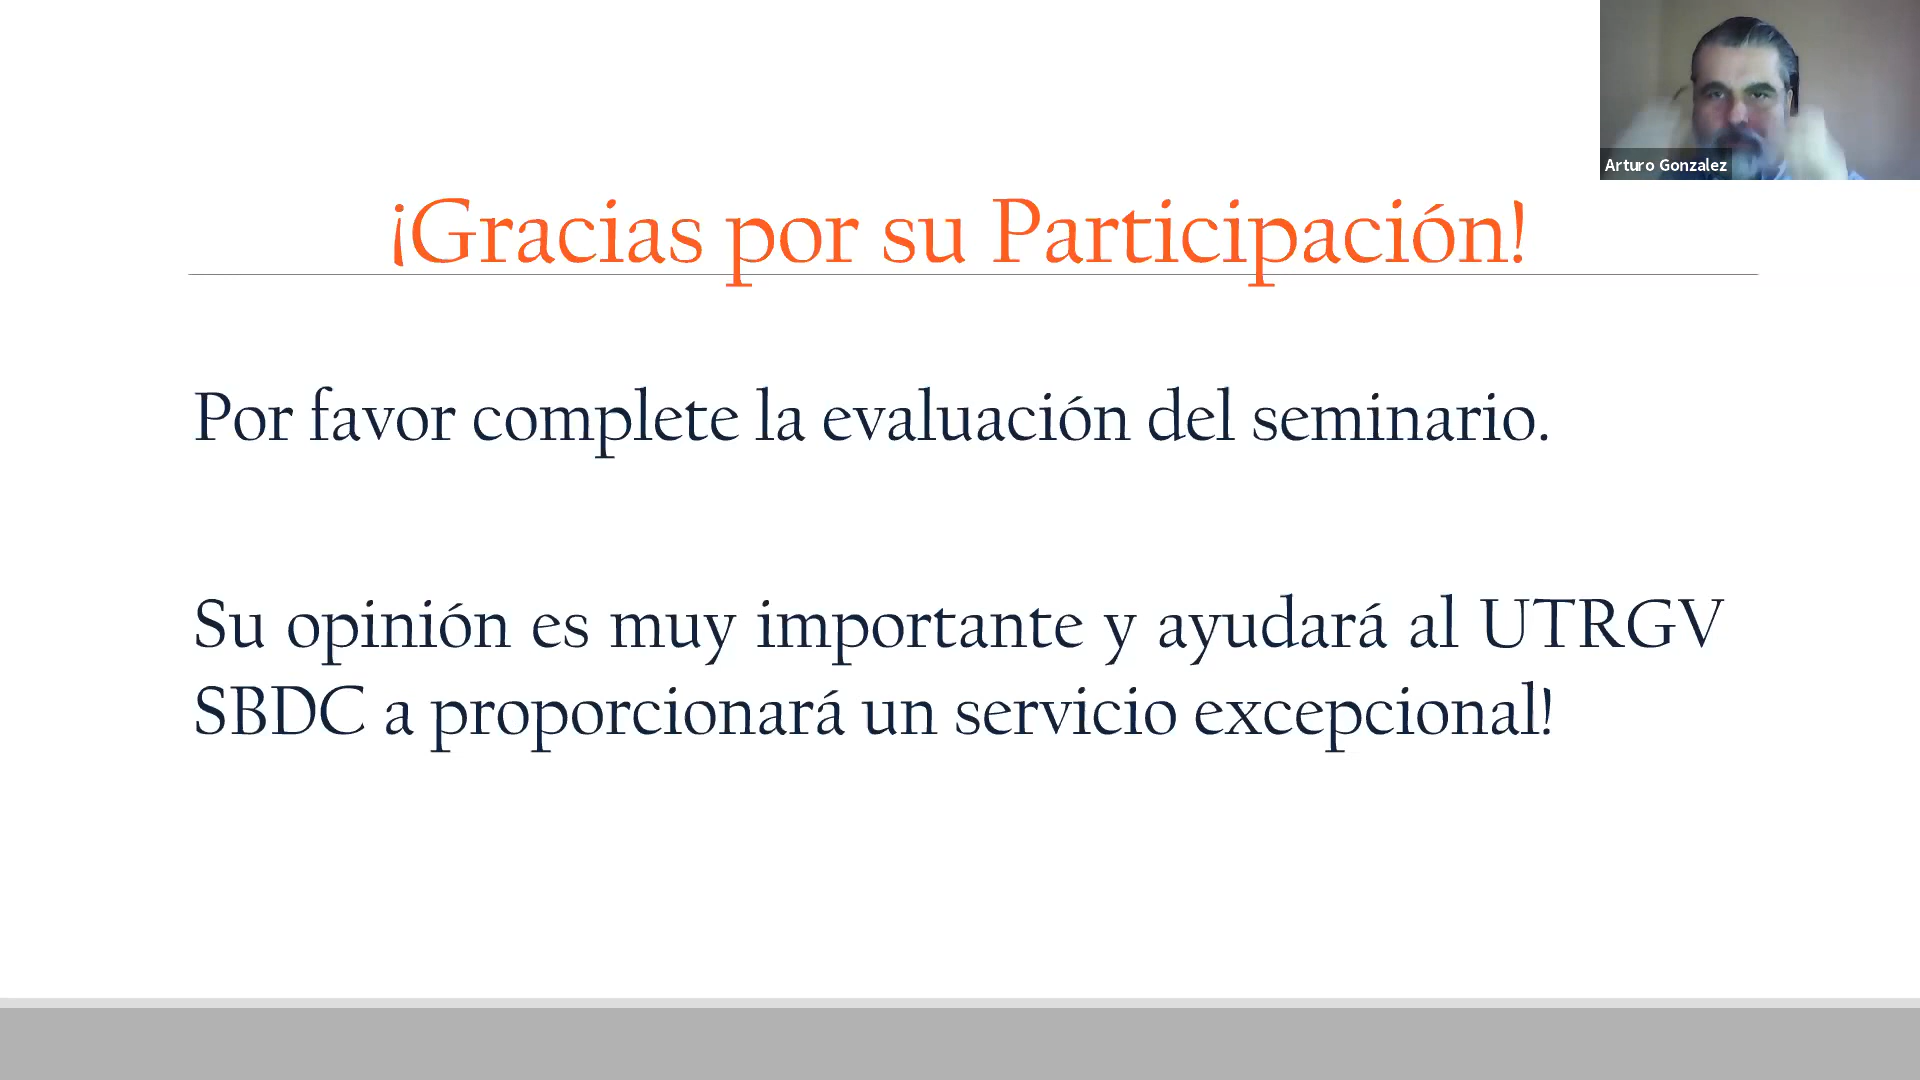 Arturo Gonzalez
¡Gracias por su Participación!
Por favor complete la evaluación del seminario.
Su opinión es muy importante y ayudará al UTRGV
SBDC a proporcionará un servicio excepcional!